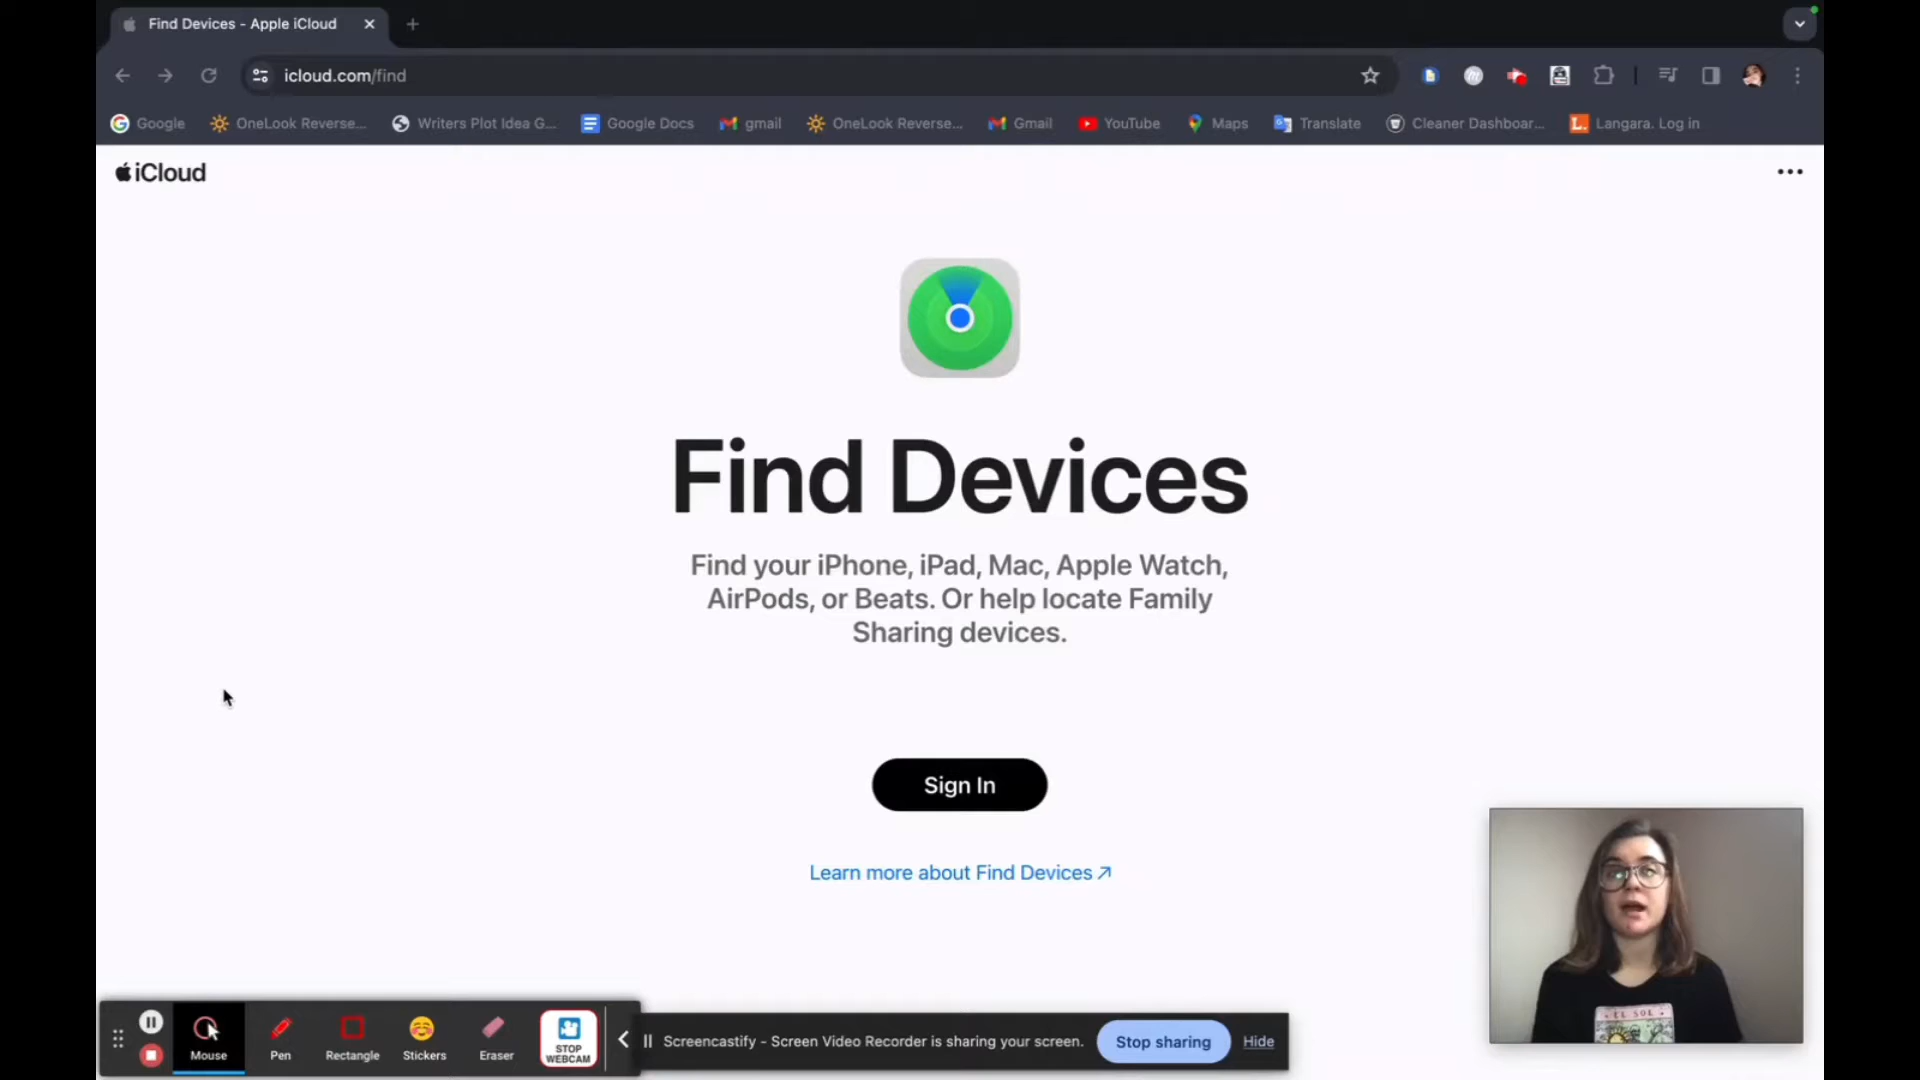 Find Devices - Apple iCloud
icloud.com/find
Google
OneLook Reverse...
Writers Plot Idea G...
Google Docs
gmail
OneLook Reverse...
Gmail
YouTube
Maps
Translate
Cleaner Dashboar...
Langara. Log in
iCloud
Find Devices
Find your iPhone, iPad, Mac, Apple Watch,
AirPods, or Beats. Or help locate Family
Sharing devices.
Sign In
Learn more about Find Devices ↗
EL SOL
Mouse
Pen
Rectangle
Stickers
Eraser
STOP
WEBCAM
Screencastify - Screen Video Recorder is sharing your screen.
Stop sharing
Hide